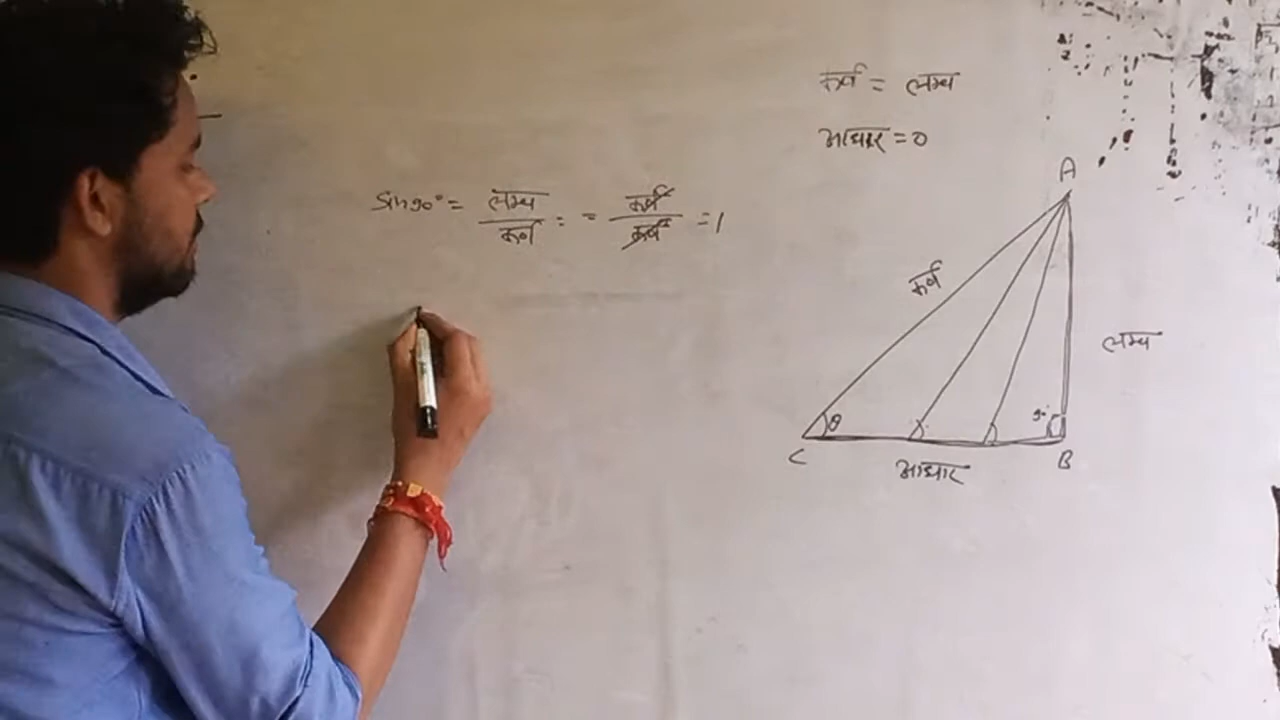 कर्ण = लम्ब
आधार = 0
sin90° = लम्ब / कर्ण = = कर्ण / कर्ण = 1
A
कर्ण
लम्ब
θ
90°
C
B
आधार